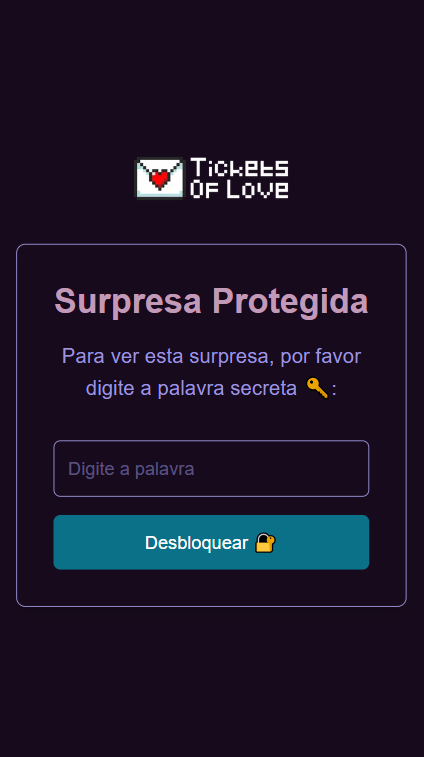 Tickets
Of Love
Surpresa Protegida
Para ver esta surpresa, por favor
digite a palavra secreta 🔑:
Digite a palavra
Desbloquear 🔐